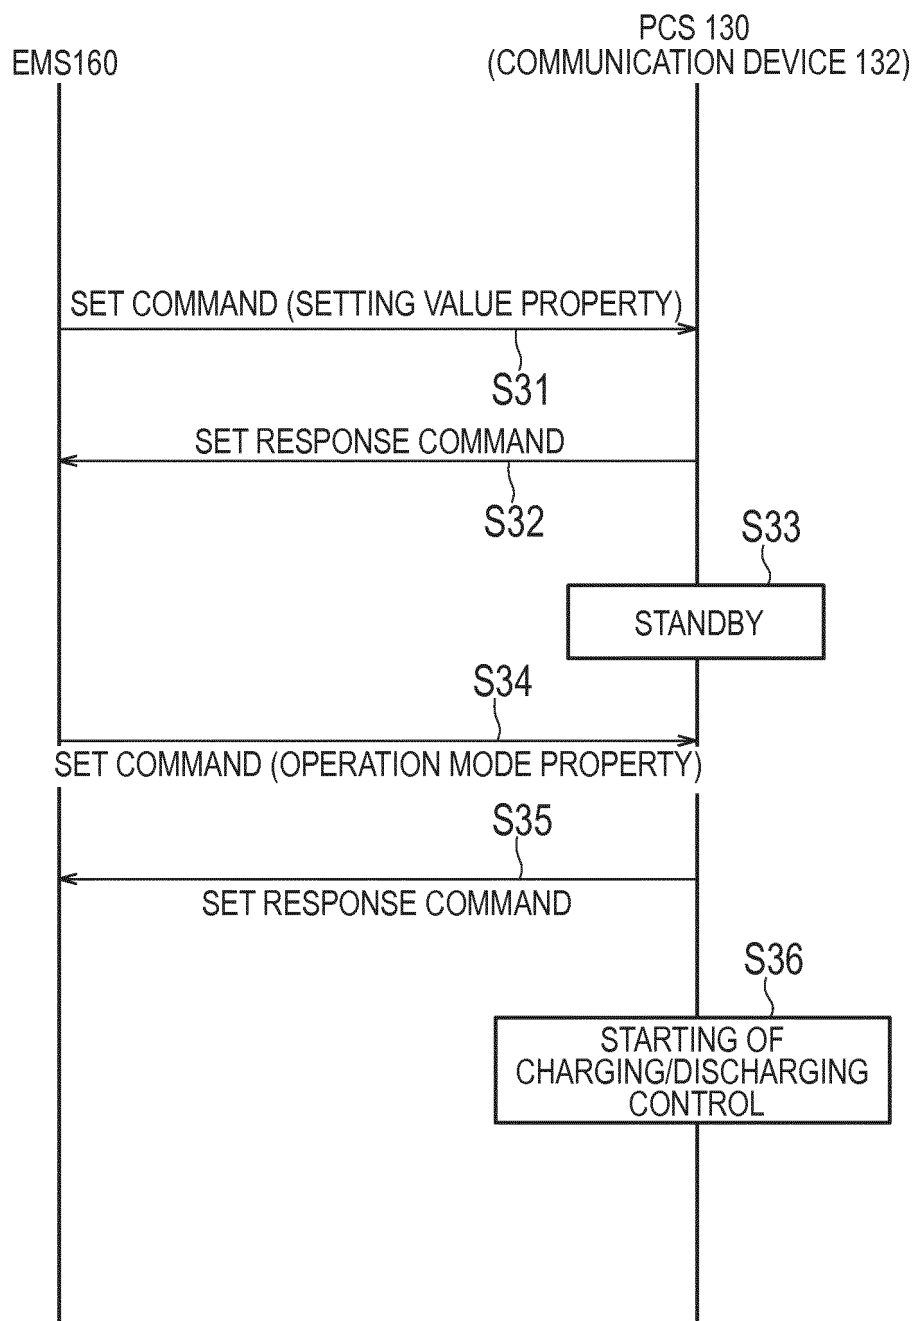 EMS160
PCS 130
(COMMUNICATION DEVICE 132)
SET COMMAND (SETTING VALUE PROPERTY)
S31
SET RESPONSE COMMAND
S32
S33
STANDBY
S34
SET COMMAND (OPERATION MODE PROPERTY)
S35
SET RESPONSE COMMAND
S36
STARTING OF
CHARGING/DISCHARGING
CONTROL